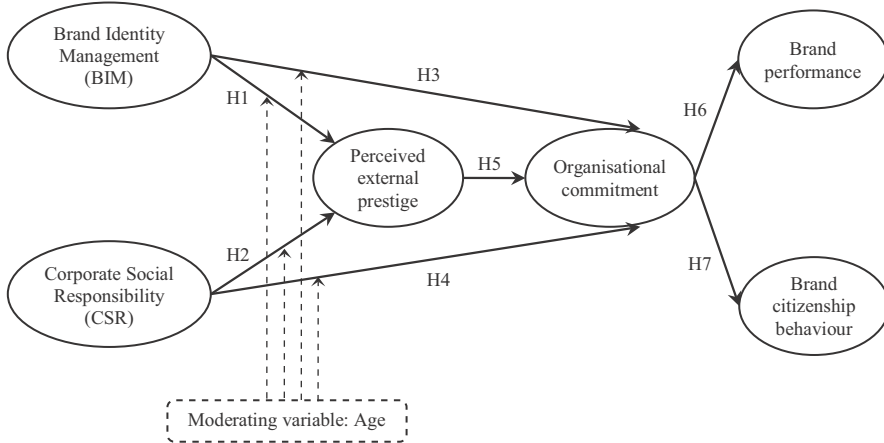 Brand Identity
Management
(BIM)
Brand
performance
H3
H1
H6
Perceived
external
prestige
H5
Organisational
commitment
H2
H4
H7
Corporate Social
Responsibility
(CSR)
Brand
citizenship
behaviour
Moderating variable: Age